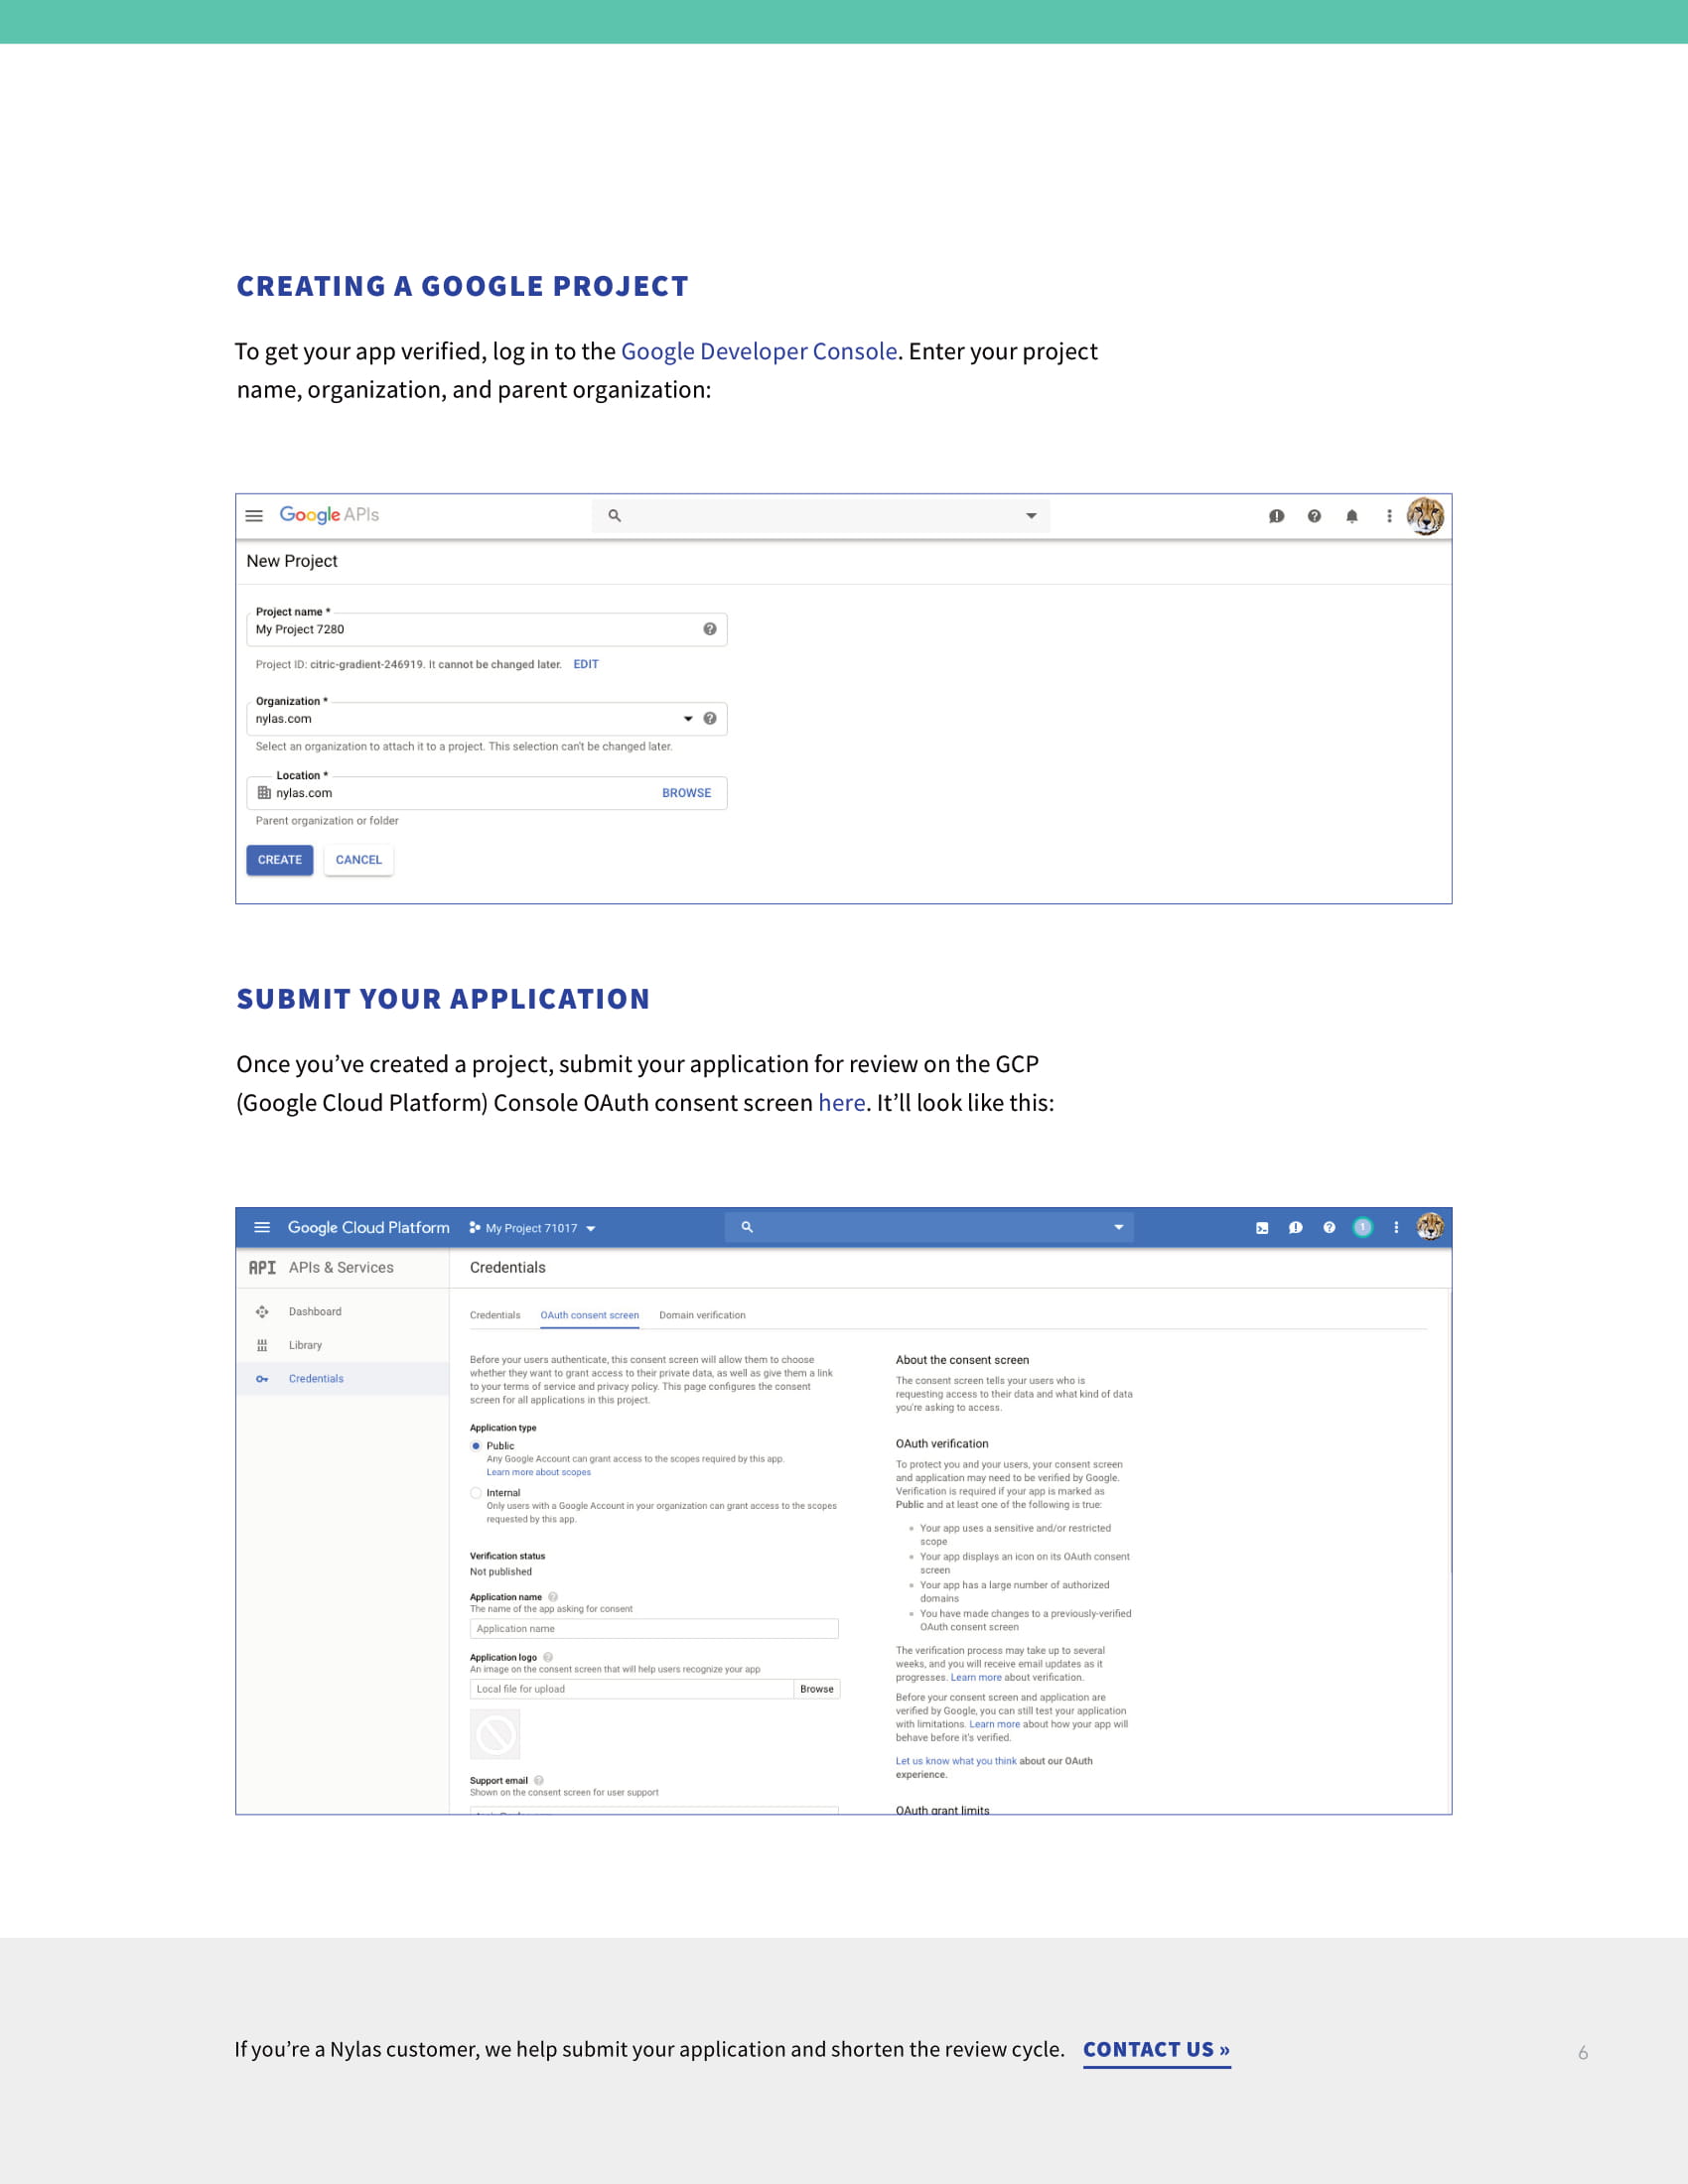 CREATING A GOOGLE PROJECT
To get your app verified, log in to the Google Developer Console. Enter your project
name, organization, and parent organization:
Google APIs
New Project
Project name *
My Project 7280
Project ID: citric-gradient-246919. It cannot be changed later. EDIT
Organization *
nylas.com
Select an organization to attach it to a project. This selection can't be changed later.
Location *
nylas.com BROWSE
Parent organization or folder
CREATE CANCEL
SUBMIT YOUR APPLICATION
Once you’ve created a project, submit your application for review on the GCP
(Google Cloud Platform) Console OAuth consent screen here. It’ll look like this:
Google Cloud Platform My Project 71017 1
API APIs & Services
Dashboard
Library
Credentials
Credentials
Credentials OAuth consent screen Domain verification
Before your users authenticate, this consent screen will allow them to choose
whether they want to grant access to their private data, as well as give them a link
to your terms of service and privacy policy. This page configures the consent
screen for all applications in this project.
Application type
Public
Any Google Account can grant access to the scopes required by this app.
Learn more about scopes
Internal
Only users with a Google Account in your organization can grant access to the scopes
requested by this app.
Verification status
Not published
Application name
The name of the app asking for consent
Application name
Application logo
An image on the consent screen that will help users recognize your app
Local file for upload Browse
Support email
Shown on the consent screen for user support
About the consent screen
The consent screen tells your users who is
requesting access to their data and what kind of data
you're asking to access.
OAuth verification
To protect you and your users, your consent screen
and application may need to be verified by Google.
Verification is required if your app is marked as
Public and at least one of the following is true:
Your app uses a sensitive and/or restricted
scope
Your app displays an icon on its OAuth consent
screen
Your app has a large number of authorized
domains
You have made changes to a previously-verified
OAuth consent screen
The verification process may take up to several
weeks, and you will receive email updates as it
progresses. Learn more about verification.
Before your consent screen and application are
verified by Google, you can still test your application
with limitations. Learn more about how your app will
behave before it's verified.
Let us know what you think about our OAuth
experience.
OAuth grant limits
If you’re a Nylas customer, we help submit your application and shorten the review cycle. CONTACT US »
6